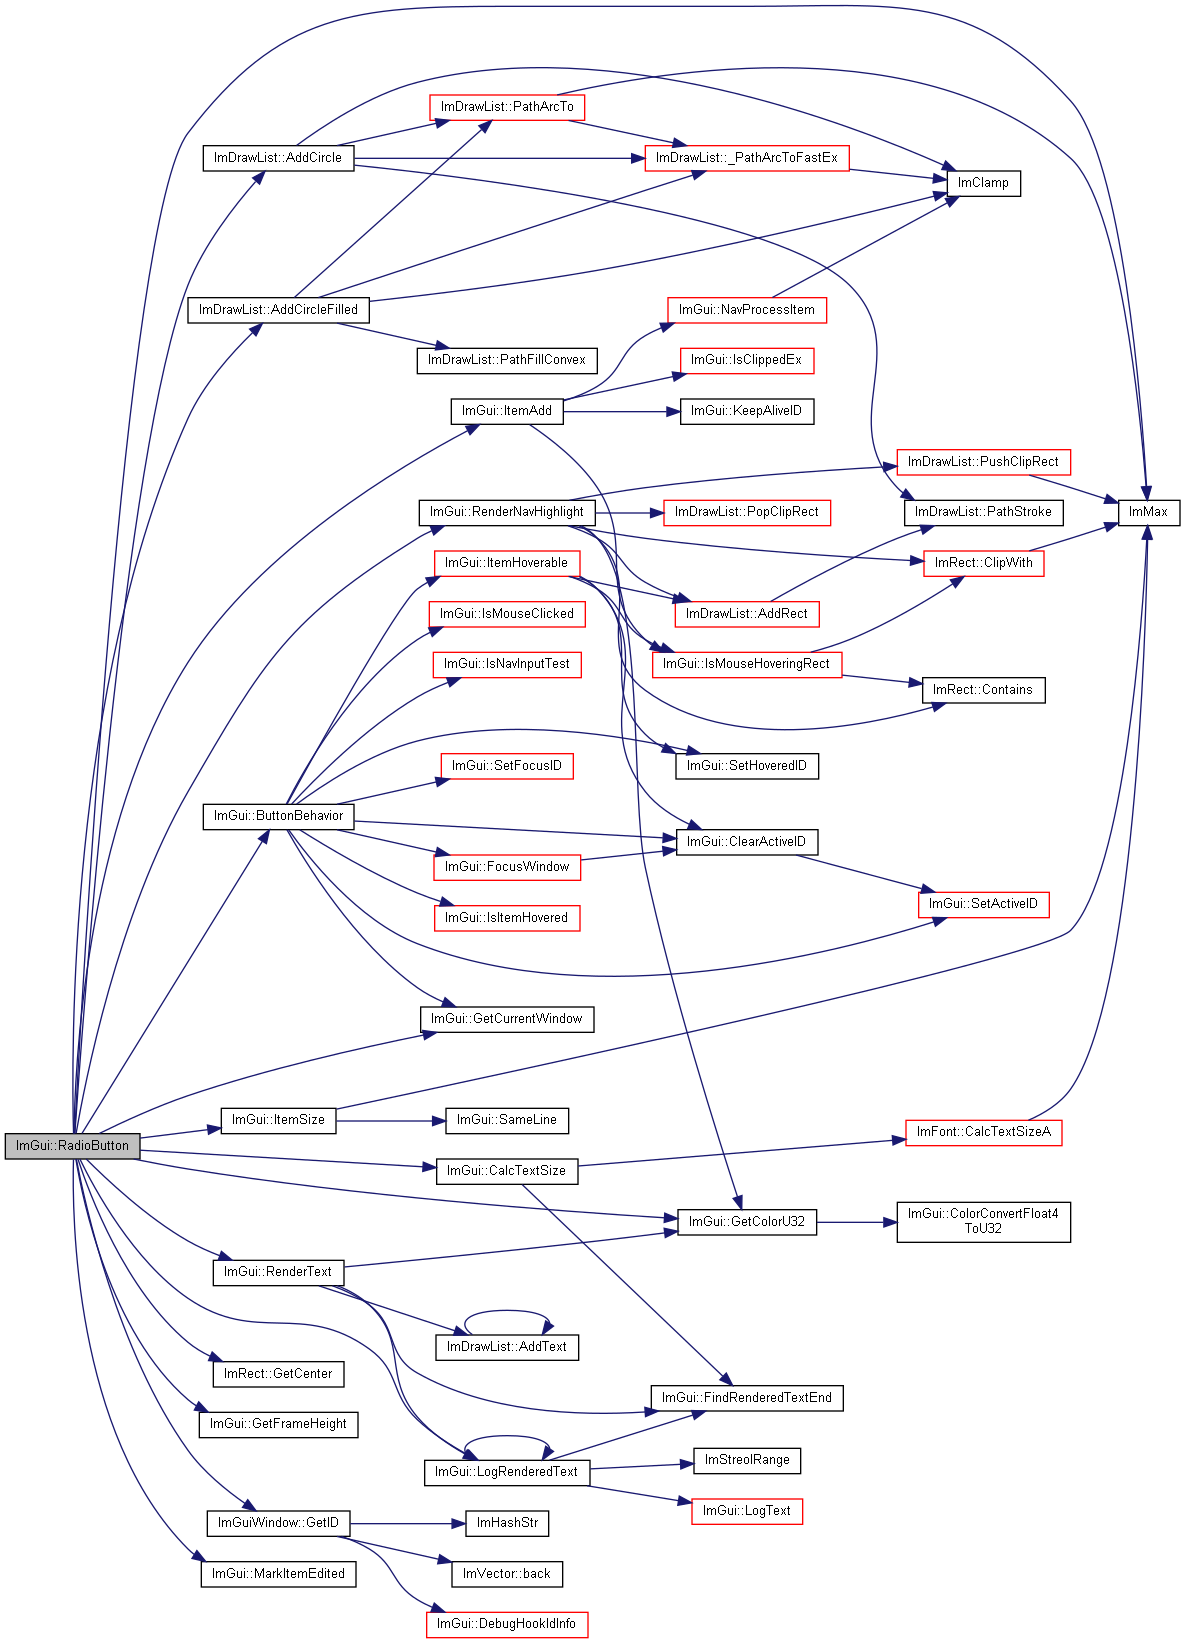 ImDrawList::PathArcTo
ImDrawList::AddCircle
ImDrawList::_PathArcToFastEx
ImClamp
ImDrawList::AddCircleFilled
ImGui::NavProcessItem
ImDrawList::PathFillConvex
ImGui::IsClippedEx
ImGui::ItemAdd
ImGui::KeepAliveID
ImDrawList::PushClipRect
ImGui::RenderNavHighlight
ImDrawList::PopClipRect
ImDrawList::PathStroke
ImMax
ImGui::ItemHoverable
ImRect::ClipWith
ImGui::IsMouseClicked
ImDrawList::AddRect
ImGui::IsNavInputTest
ImGui::IsMouseHoveringRect
ImRect::Contains
ImGui::SetFocusID
ImGui::SetHoveredID
ImGui::ButtonBehavior
ImGui::ClearActiveID
ImGui::FocusWindow
ImGui::SetActiveID
ImGui::IsItemHovered
ImGui::GetCurrentWindow
ImGui::ItemSize
ImGui::SameLine
ImGui::RadioButton
ImFont::CalcTextSizeA
ImGui::CalcTextSize
ImGui::GetColorU32
ImGui::ColorConvertFloat4
ToU32
ImGui::RenderText
ImDrawList::AddText
ImRect::GetCenter
ImGui::FindRenderedTextEnd
ImGui::GetFrameHeight
ImGui::LogRenderedText
ImStreolRange
ImGui::LogText
ImGuiWindow::GetID
ImHashStr
ImGui::MarkItemEdited
ImVector::back
ImGui::DebugHookIdInfo